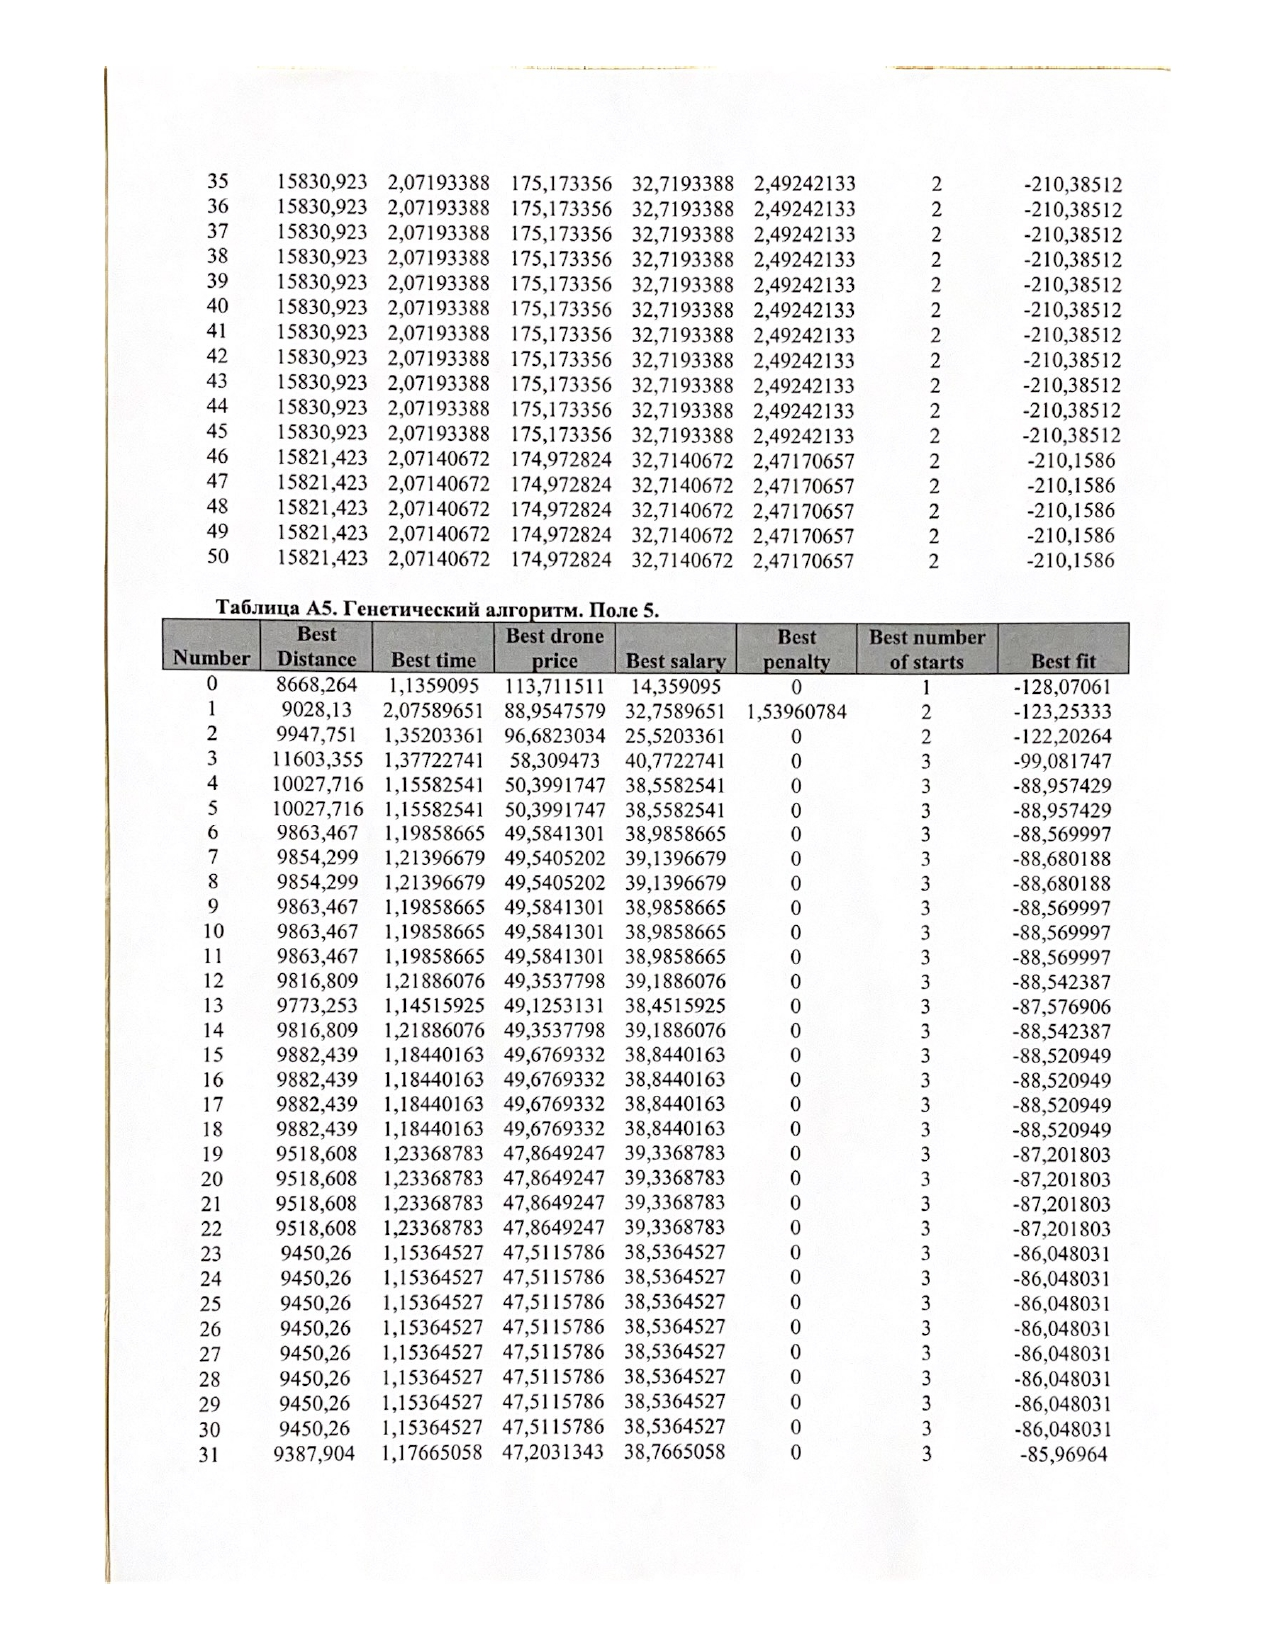 35 15830,923 2,07193388 175,173356 32,7193388 2,49242133 2 -210,38512
36 15830,923 2,07193388 175,173356 32,7193388 2,49242133 2 -210,38512
37 15830,923 2,07193388 175,173356 32,7193388 2,49242133 2 -210,38512
38 15830,923 2,07193388 175,173356 32,7193388 2,49242133 2 -210,38512
39 15830,923 2,07193388 175,173356 32,7193388 2,49242133 2 -210,38512
40 15830,923 2,07193388 175,173356 32,7193388 2,49242133 2 -210,38512
41 15830,923 2,07193388 175,173356 32,7193388 2,49242133 2 -210,38512
42 15830,923 2,07193388 175,173356 32,7193388 2,49242133 2 -210,38512
43 15830,923 2,07193388 175,173356 32,7193388 2,49242133 2 -210,38512
44 15830,923 2,07193388 175,173356 32,7193388 2,49242133 2 -210,38512
45 15830,923 2,07193388 175,173356 32,7193388 2,49242133 2 -210,38512
46 15821,423 2,07140672 174,972824 32,7140672 2,47170657 2 -210,1586
47 15821,423 2,07140672 174,972824 32,7140672 2,47170657 2 -210,1586
48 15821,423 2,07140672 174,972824 32,7140672 2,47170657 2 -210,1586
49 15821,423 2,07140672 174,972824 32,7140672 2,47170657 2 -210,1586
50 15821,423 2,07140672 174,972824 32,7140672 2,47170657 2 -210,1586
Таблица А5. Генетический алгоритм. Поле 5.
Best Best drone Best Best number
Number Distance Best time price Best salary penalty of starts Best fit
0 8668,264 1,1359095 113,711511 14,359095 0 1 -128,07061
1 9028,13 2,07589651 88,9547579 32,7589651 1,53960784 2 -123,25333
2 9947,751 1,35203361 96,6823034 25,5203361 0 2 -122,20264
3 11603,355 1,37722741 58,309473 40,7722741 0 3 -99,081747
4 10027,716 1,15582541 50,3991747 38,5582541 0 3 -88,957429
5 10027,716 1,15582541 50,3991747 38,5582541 0 3 -88,957429
6 9863,467 1,19858665 49,5841301 38,9858665 0 3 -88,569997
7 9854,299 1,21396679 49,5405202 39,1396679 0 3 -88,680188
8 9854,299 1,21396679 49,5405202 39,1396679 0 3 -88,680188
9 9863,467 1,19858665 49,5841301 38,9858665 0 3 -88,569997
10 9863,467 1,19858665 49,5841301 38,9858665 0 3 -88,569997
11 9863,467 1,19858665 49,5841301 38,9858665 0 3 -88,569997
12 9816,809 1,21886076 49,3537798 39,1886076 0 3 -88,542387
13 9773,253 1,14515925 49,1253131 38,4515925 0 3 -87,576906
14 9816,809 1,21886076 49,3537798 39,1886076 0 3 -88,542387
15 9882,439 1,18440163 49,6769332 38,8440163 0 3 -88,520949
16 9882,439 1,18440163 49,6769332 38,8440163 0 3 -88,520949
17 9882,439 1,18440163 49,6769332 38,8440163 0 3 -88,520949
18 9882,439 1,18440163 49,6769332 38,8440163 0 3 -88,520949
19 9518,608 1,23368783 47,8649247 39,3368783 0 3 -87,201803
20 9518,608 1,23368783 47,8649247 39,3368783 0 3 -87,201803
21 9518,608 1,23368783 47,8649247 39,3368783 0 3 -87,201803
22 9518,608 1,23368783 47,8649247 39,3368783 0 3 -87,201803
23 9450,26 1,15364527 47,5115786 38,5364527 0 3 -86,048031
24 9450,26 1,15364527 47,5115786 38,5364527 0 3 -86,048031
25 9450,26 1,15364527 47,5115786 38,5364527 0 3 -86,048031
26 9450,26 1,15364527 47,5115786 38,5364527 0 3 -86,048031
27 9450,26 1,15364527 47,5115786 38,5364527 0 3 -86,048031
28 9450,26 1,15364527 47,5115786 38,5364527 0 3 -86,048031
29 9450,26 1,15364527 47,5115786 38,5364527 0 3 -86,048031
30 9450,26 1,15364527 47,5115786 38,5364527 0 3 -86,048031
31 9387,904 1,17665058 47,2031343 38,7665058 0 3 -85,96964